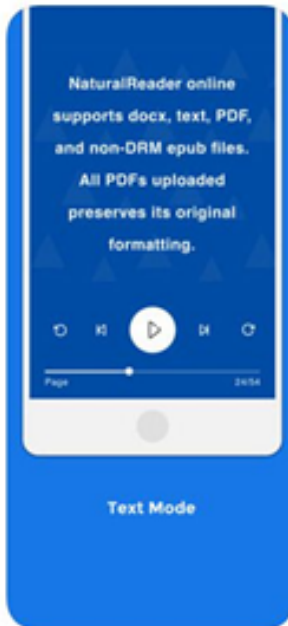 NaturalReader online
supports docx, text, PDF,
and non-DRM epub files.
All PDFs uploaded
preserves its original
formatting.
Page 24/54
Text Mode